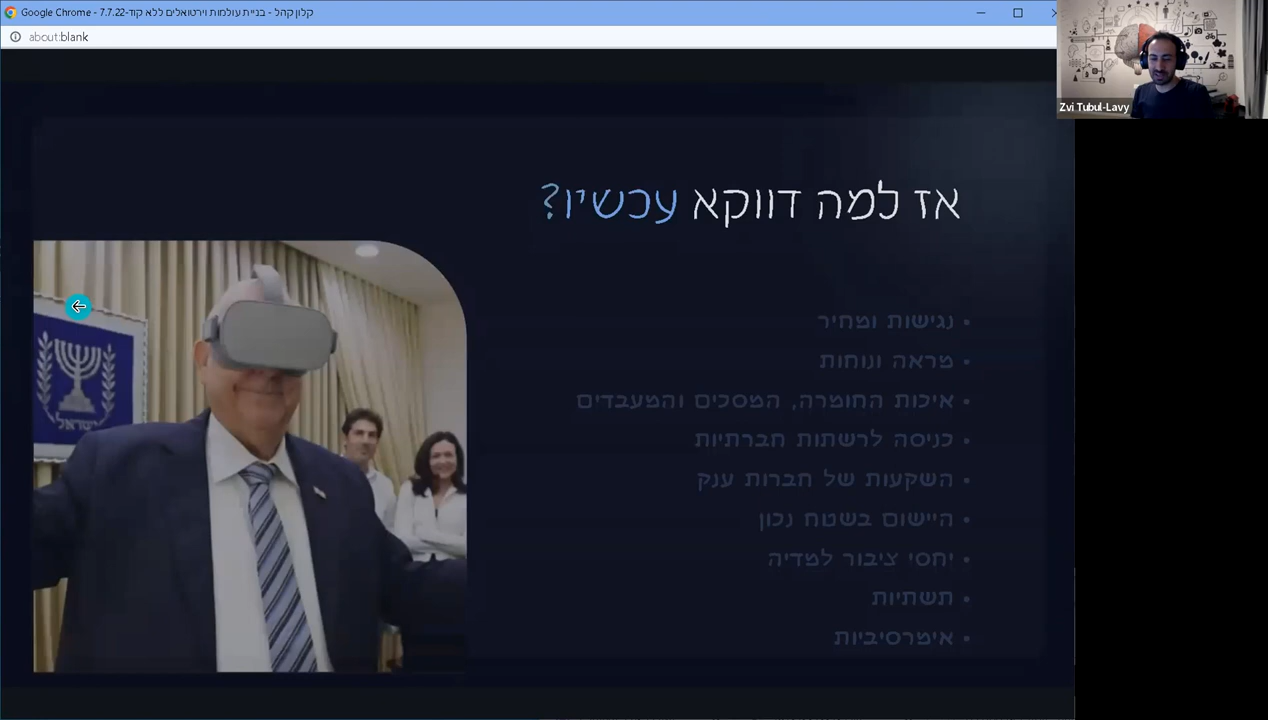 קלון קהל - בניית עולמות וירטואלים ללא קוד-7.7.22 - Google Chrome
about:blank
Zvi Tubul-Lavy
אז למה דווקא עכשיו?
נגישות ומחיר
מראה ונוחות
איכות החומרה, המסכים והמעבדים
כניסה לרשתות חברתיות
השקעות של חברות ענק
היישום בשטח נכון
יחסי ציבור למדיה
תשתיות
אימרסיביות
ישראל